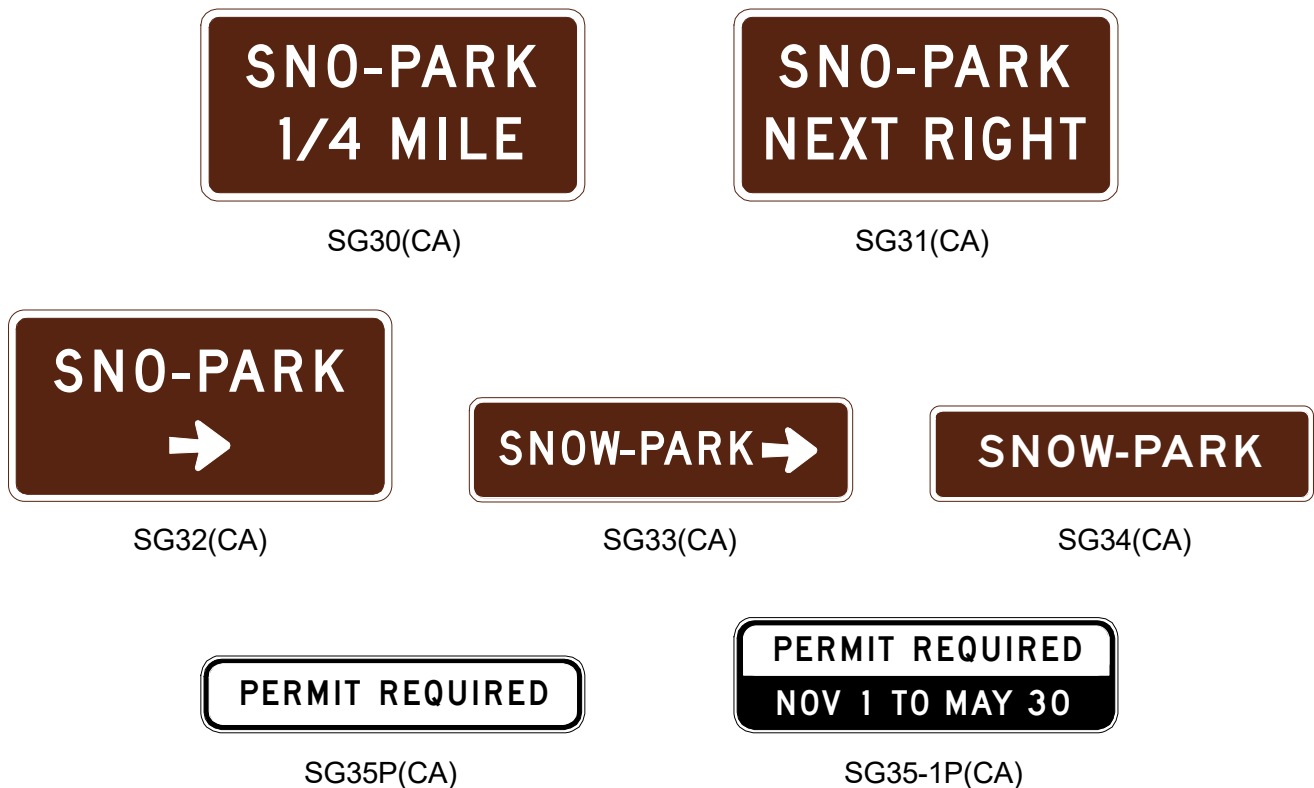 SNO-PARK
1/4 MILE
SG30(CA)
SNO-PARK
NEXT RIGHT
SG31(CA)
SNO-PARK
SG32(CA)
SNOW-PARK
SG33(CA)
SNOW-PARK
SG34(CA)
PERMIT REQUIRED
SG35P(CA)
PERMIT REQUIRED
NOV 1 TO MAY 30
SG35-1P(CA)